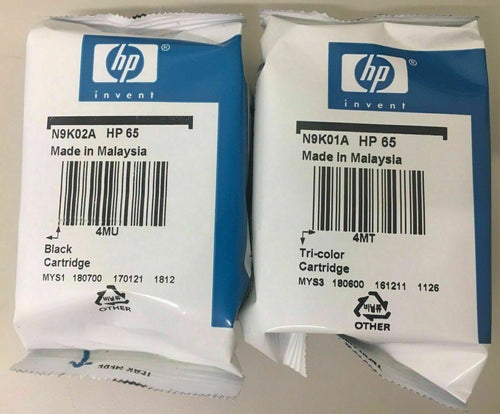 hp®
invent
N9K02A HP 65
Made in Malaysia
4MU
Black
Cartridge
MYS1 180700 170121 1812
OTHER
hp®
invent
N9K01A HP 65
Made in Malaysia
4MT
Tri-color
Cartridge
MYS3 180600 161211 1126
OTHER